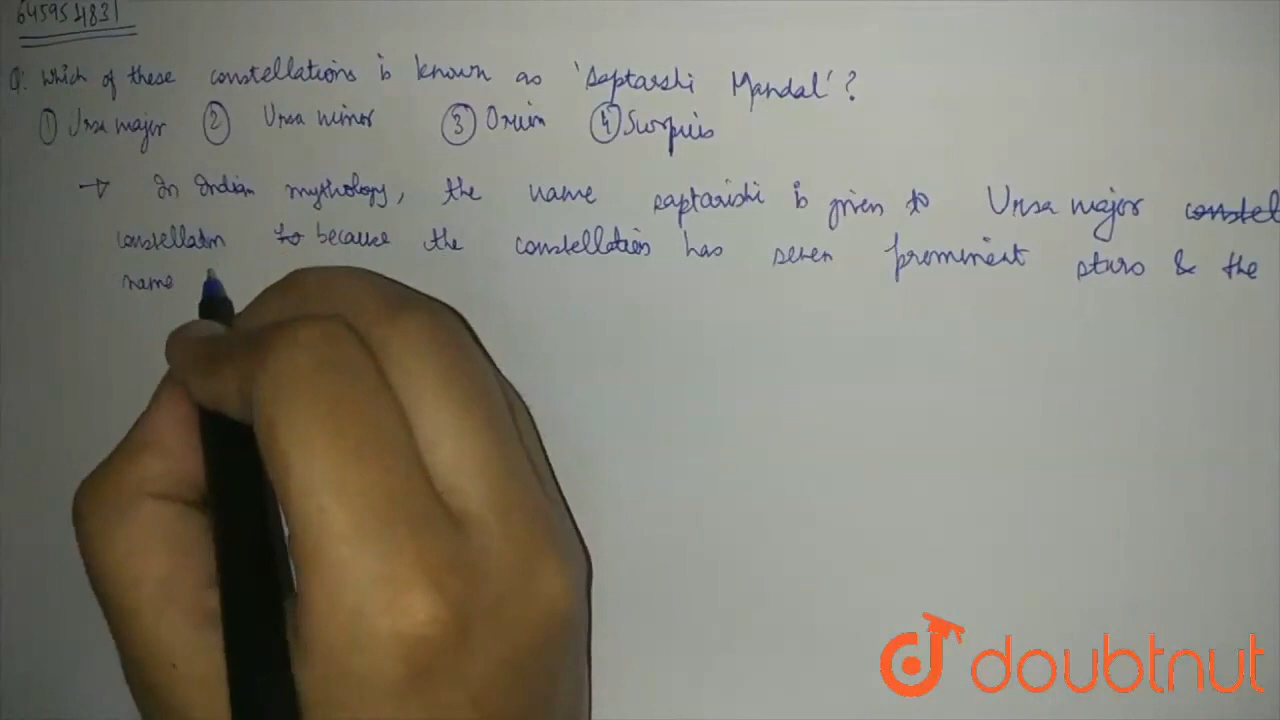 645954831
Q: Which of these constellations is known as 'Saptarshi Mandal'?
① Ursa major ② Ursa minor ③ Orion ④ Scorpius
→ In Indian mythology, the name saptarishi is given to Ursa major constel
constellation to because the constellation has seven prominent stars & the
name
doubtnut